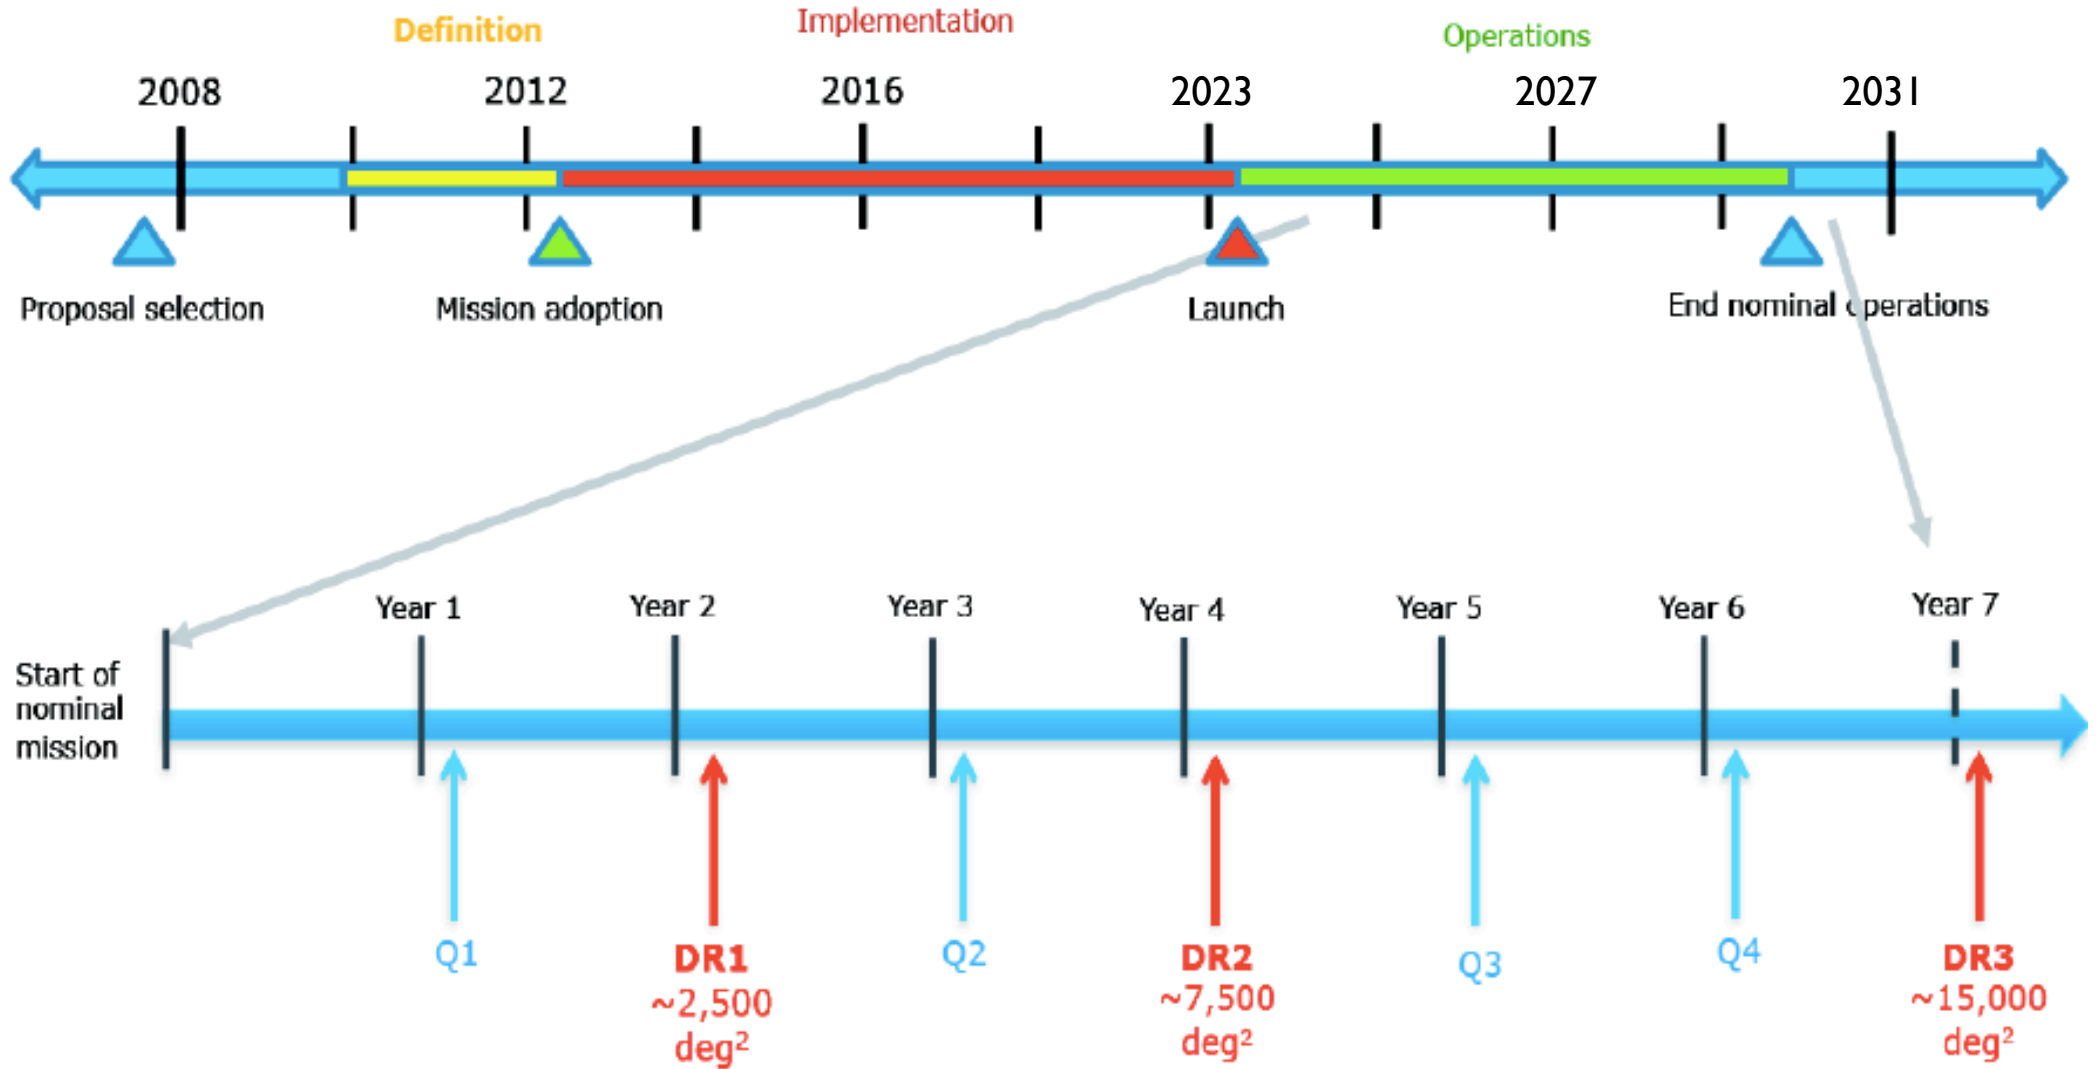 Definition
Implementation
Operations
2008
2012
2016
2023
2027
2031
Proposal selection
Mission adoption
Launch
End nominal operations
Year 1
Year 2
Year 3
Year 4
Year 5
Year 6
Year 7
Start of
nominal
mission
Q1
DR1
~2,500
deg²
Q2
DR2
~7,500
deg²
Q3
Q4
DR3
~15,000
deg²